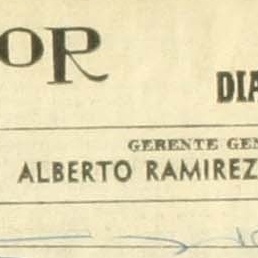 OR
DIA
GERENTE GEN
ALBERTO RAMIREZ